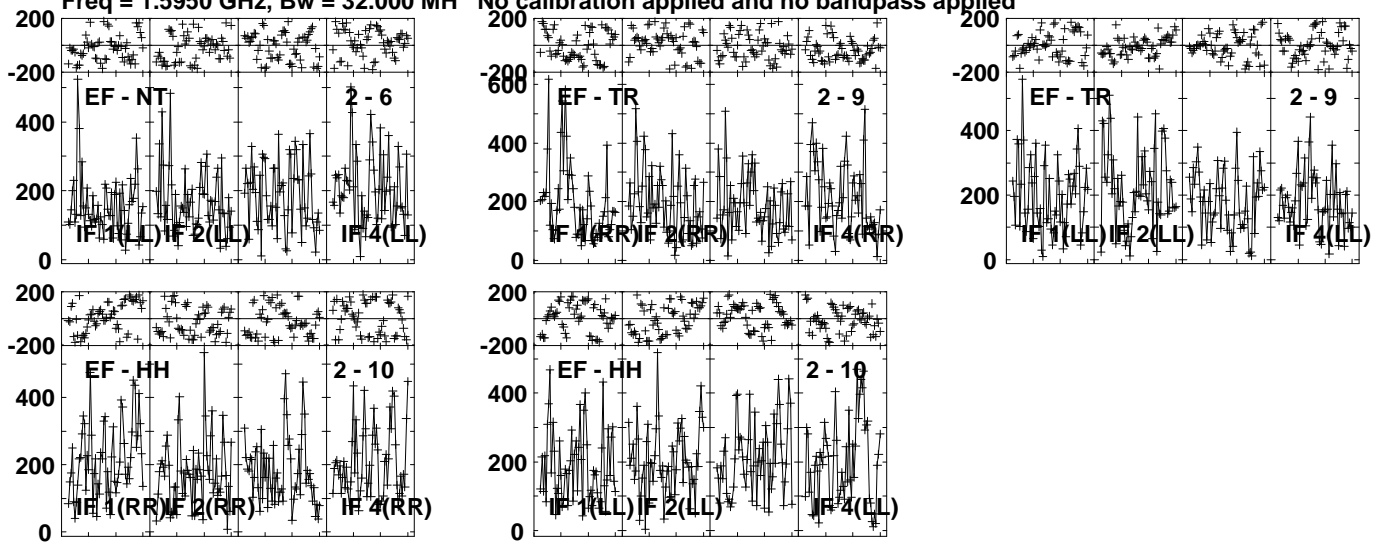 Freq = 1.5950 GHz, Bw = 32.000 MH No calibration applied and no bandpass applied
200
-200
EF - NT 2 - 6
400
200
IF 1(LL) IF 2(LL) IF 4(LL)
0
-200
600
EF - TR 2 - 9
400
200
IF 1(RR) IF 2(RR) IF 4(RR)
0
200
-200
EF - TR 2 - 9
400
200
IF 1(LL) IF 2(LL) IF 4(LL)
0
200
-200
EF - HH 2 - 10
400
200
IF 1(RR) IF 2(RR) IF 4(RR)
0
200
-200
EF - HH 2 - 10
400
200
IF 1(LL) IF 2(LL) IF 4(LL)
0